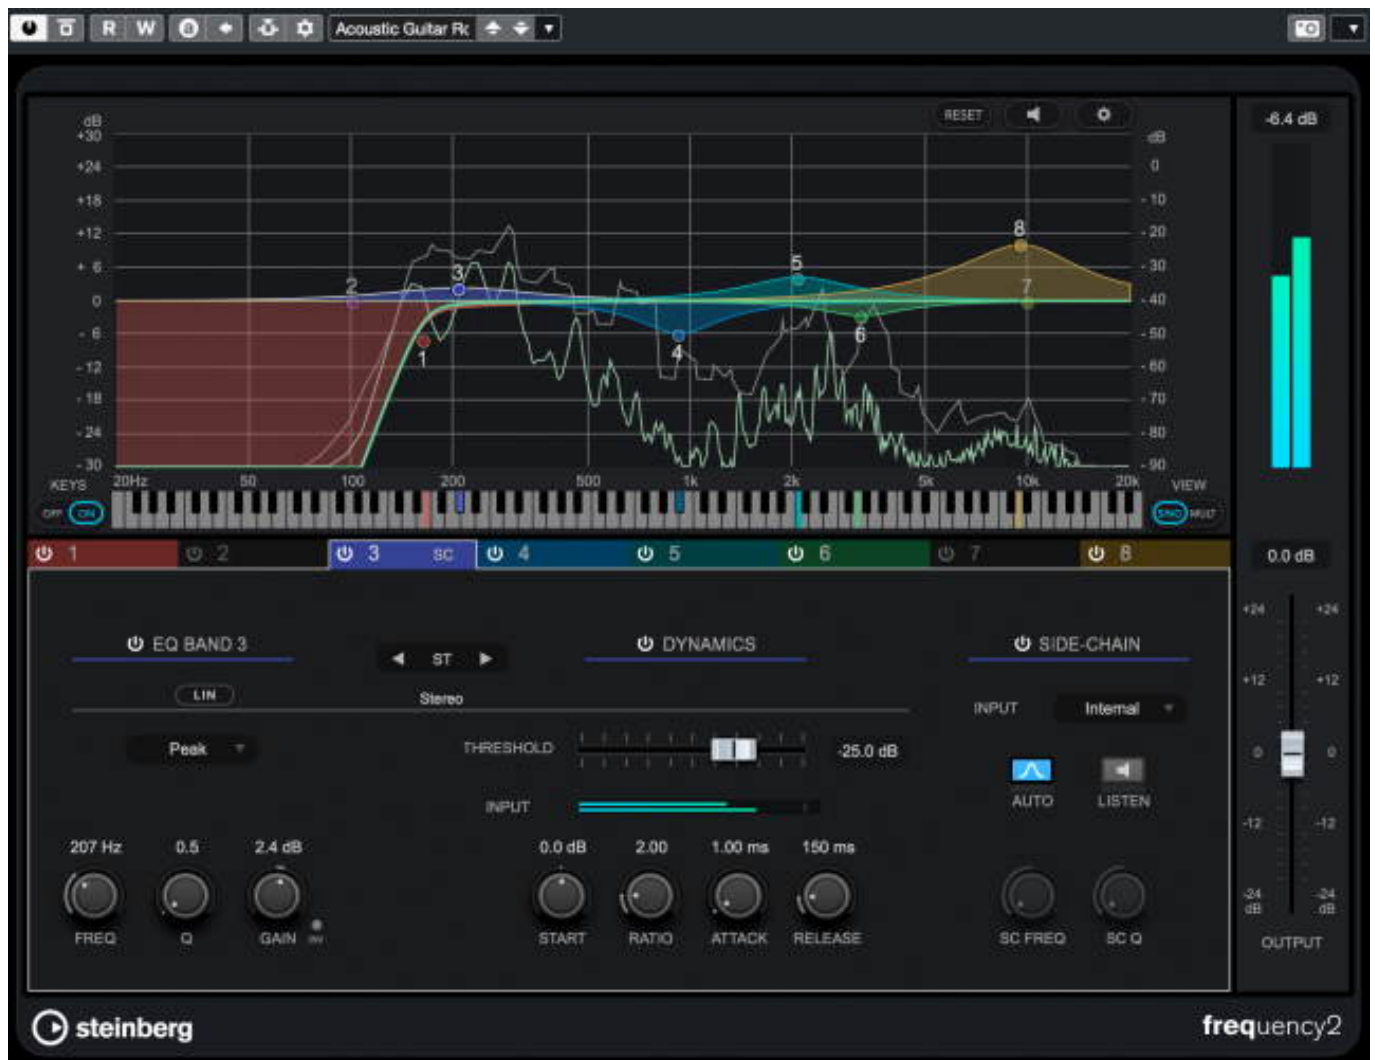 R W Acoustic Guitar Rc
RESET
-6.4 dB
dB
+30
+24
+18
+12
+ 6
0
- 6
- 12
- 18
- 24
- 30
dB
0
- 10
- 20
- 30
- 40
- 50
- 60
- 70
- 80
- 90
1 2 3 4 5 6 7 8
20Hz 50 100 200 500 1k 2k 5k 10k 20k
KEYS
OFF ON
VIEW
SING MULT
1 2 3 SC 4 5 6 7 8
0.0 dB
EQ BAND 3
ST
DYNAMICS
SIDE-CHAIN
LIN
Stereo
INPUT Internal
Peak
THRESHOLD -25.0 dB
INPUT
AUTO LISTEN
207 Hz 0.5 2.4 dB
0.0 dB 2.00 1.00 ms 150 ms
FREQ Q GAIN INV
START RATIO ATTACK RELEASE
SC FREQ SC Q
+24 +24
+12 +12
0 0
-12 -12
-24 -24
dB dB
OUTPUT
steinberg
frequency2